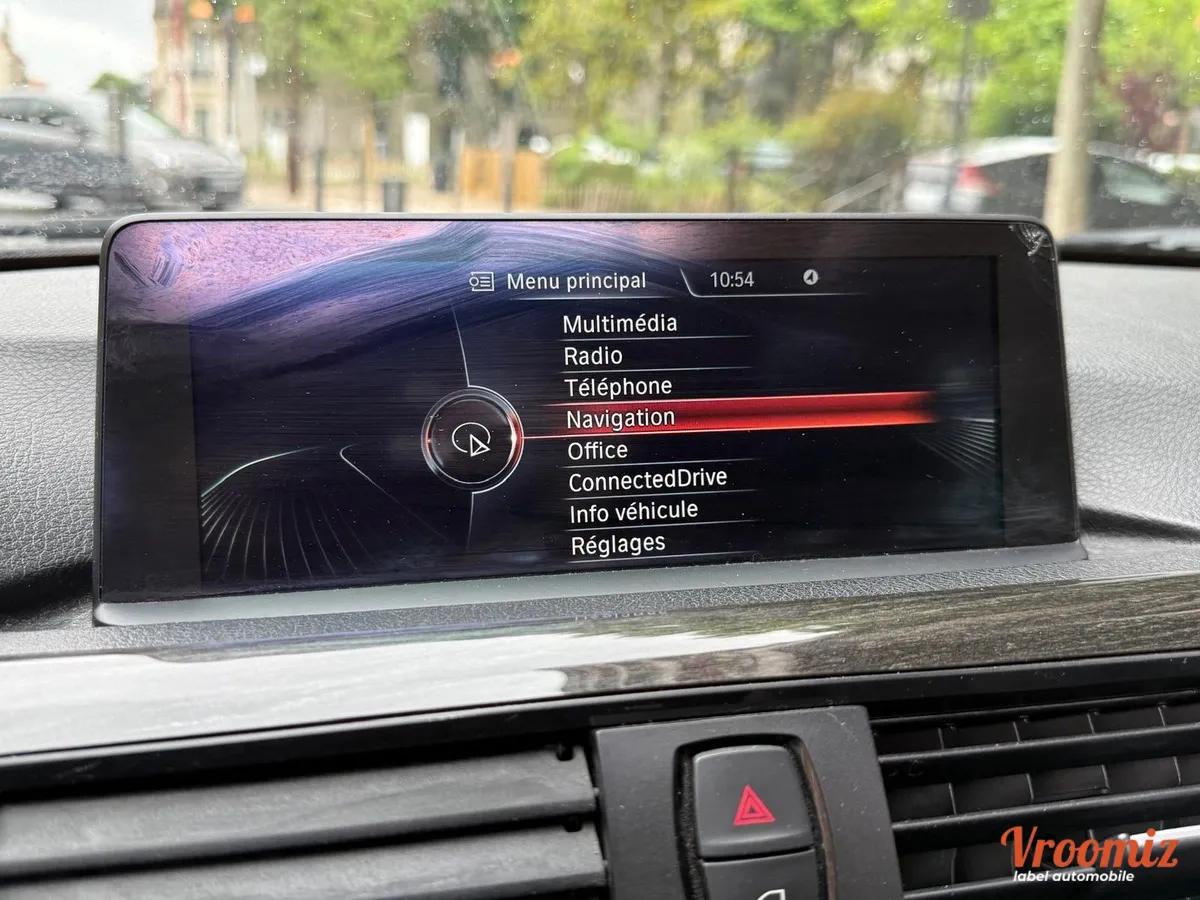 Menu principal 10:54
Multimédia
Radio
Téléphone
Navigation
Office
ConnectedDrive
Info véhicule
Réglages
Vroomiz
label automobile